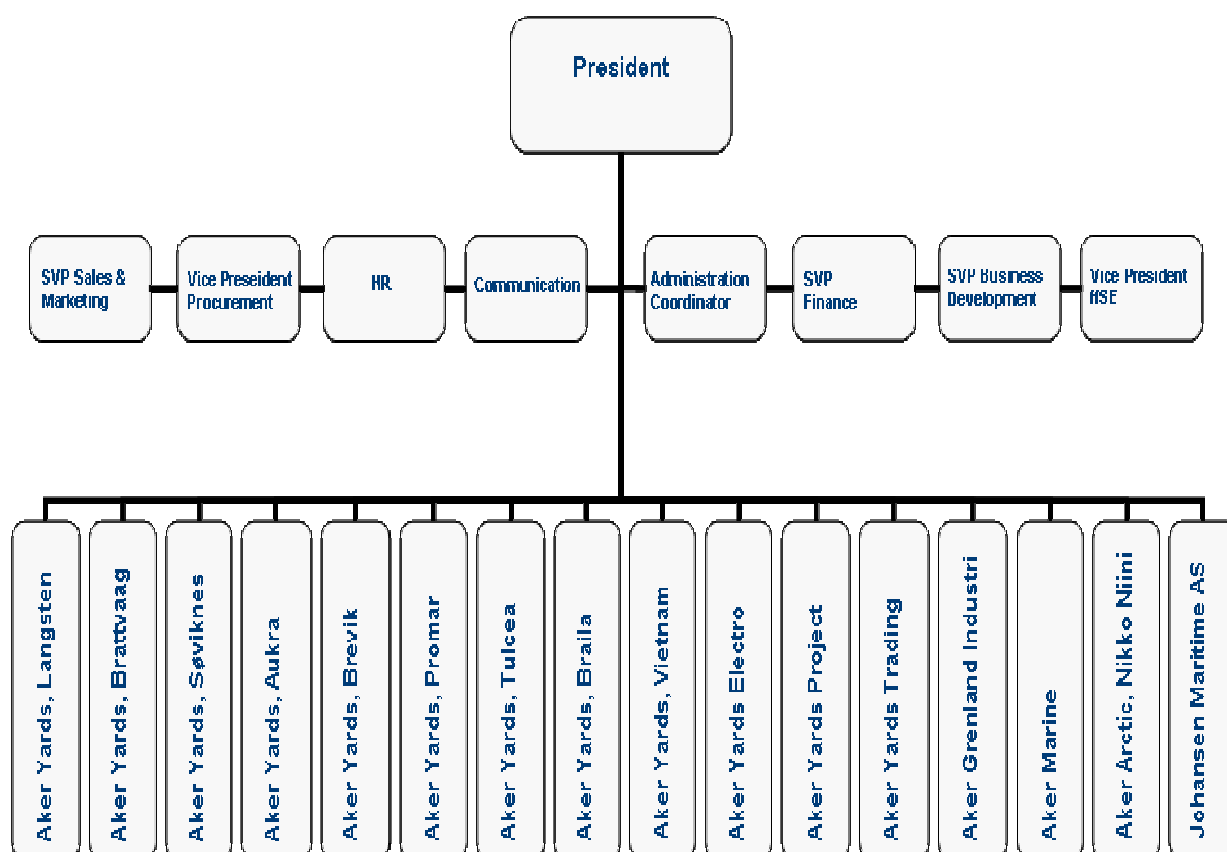 President
SVP Sales &
Marketing
Vice Preseident
Procurement
HR
Communication
Administration
Coordinator
SVP
Finance
SVP Business
Development
Vice President
HSE
Aker Yards, Langsten
Aker Yards, Brattvaag
Aker Yards, Søviknes
Aker Yards, Aukra
Aker Yards, Brevik
Aker Yards, Promar
Aker Yards, Tulcea
Aker Yards, Braila
Aker Yards, Vietnam
Aker Yards Electro
Aker Yards Project
Aker Yards Trading
Aker Grenland Industri
Aker Marine
Aker Arctic, Nikko Niini
Johansen Maritime AS